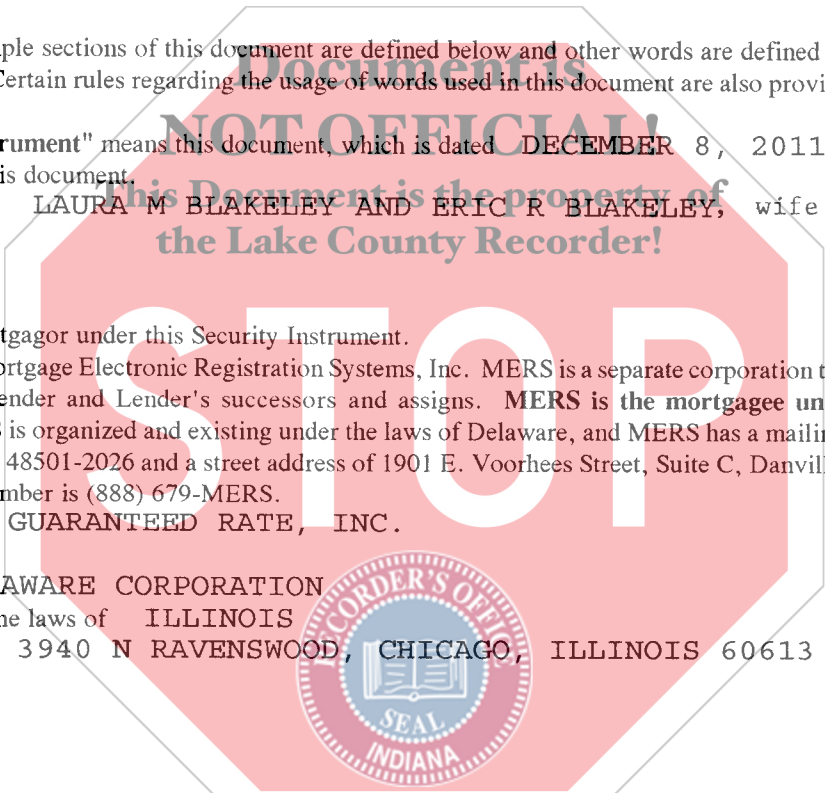 ple sections of this document are defined below and other words are defined
Document is
Certain rules regarding the usage of words used in this document are also provi
NOT OFFICIAL!
rument" means this document, which is dated DECEMBER 8, 2011
is document.
This Document is the property of
LAURA M BLAKELEY AND ERIC R BLAKELEY, wife
the Lake County Recorder!
STOP
tgagor under this Security Instrument.
ortgage Electronic Registration Systems, Inc. MERS is a separate corporation t
ender and Lender's successors and assigns. MERS is the mortgagee un
S is organized and existing under the laws of Delaware, and MERS has a mailin
48501-2026 and a street address of 1901 E. Voorhees Street, Suite C, Danvill
mber is (888) 679-MERS.
GUARANTEED RATE, INC.
AWARE CORPORATION
he laws of ILLINOIS
3940 N RAVENSWOOD, CHICAGO, ILLINOIS 60613
RECORDER'S OFFICE
SEAL
INDIANA